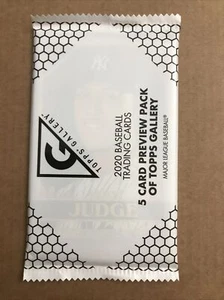 5 CARD PREVIEW PACK
OF TOPPS GALLERY
MAJOR LEAGUE BASEBALL®
2020 BASEBALL
TRADING CARDS
G
TOPPS GALLERY
JUDGE